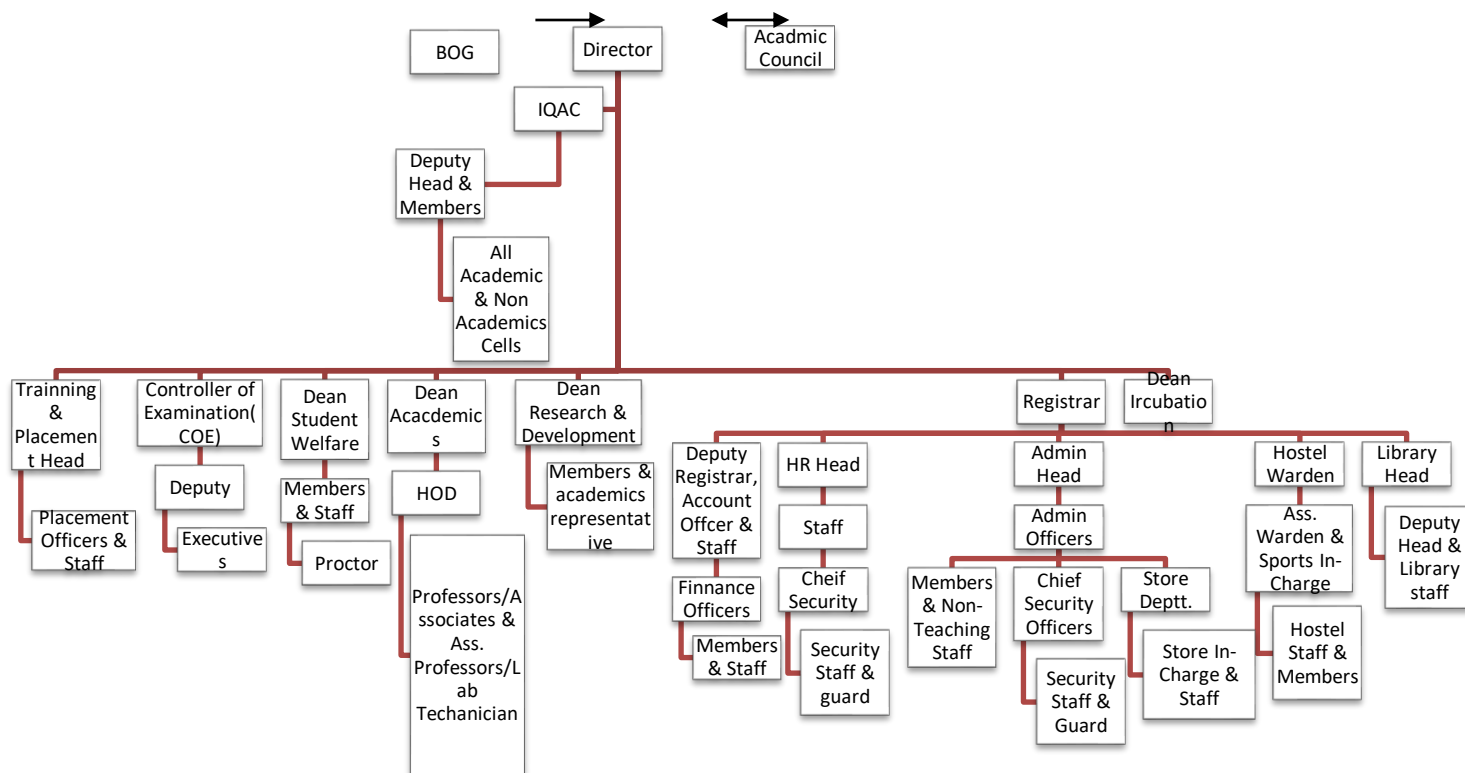 BOG
Director
Acadmic
Council
IQAC
Deputy
Head &
Members
All
Academic
& Non
Academics
Cells
Trainning
&
Placemen
t Head
Placement
Officers &
Staff
Controller of
Examination(
COE)
Deputy
Executive
s
Dean
Student
Welfare
Members
& Staff
Proctor
Dean
Acacdemic
s
HOD
Professors/A
ssociates &
Ass.
Professors/L
ab
Techanician
Dean
Research &
Development
Members &
academics
representat
ive
Registrar
Dean
Ircubatio
n
Deputy
Registrar,
Account
Offcer &
Staff
Finnance
Officers
Members
& Staff
HR Head
Staff
Cheif
Security
Security
Staff &
guard
Admin
Head
Admin
Officers
Members
& Non-
Teaching
Staff
Chief
Security
Officers
Security
Staff &
Guard
Store
Deptt.
Store In-
Charge &
Staff
Hostel
Warden
Ass.
Warden &
Sports In-
Charge
Hostel
Staff &
Members
Library
Head
Deputy
Head &
Library
staff